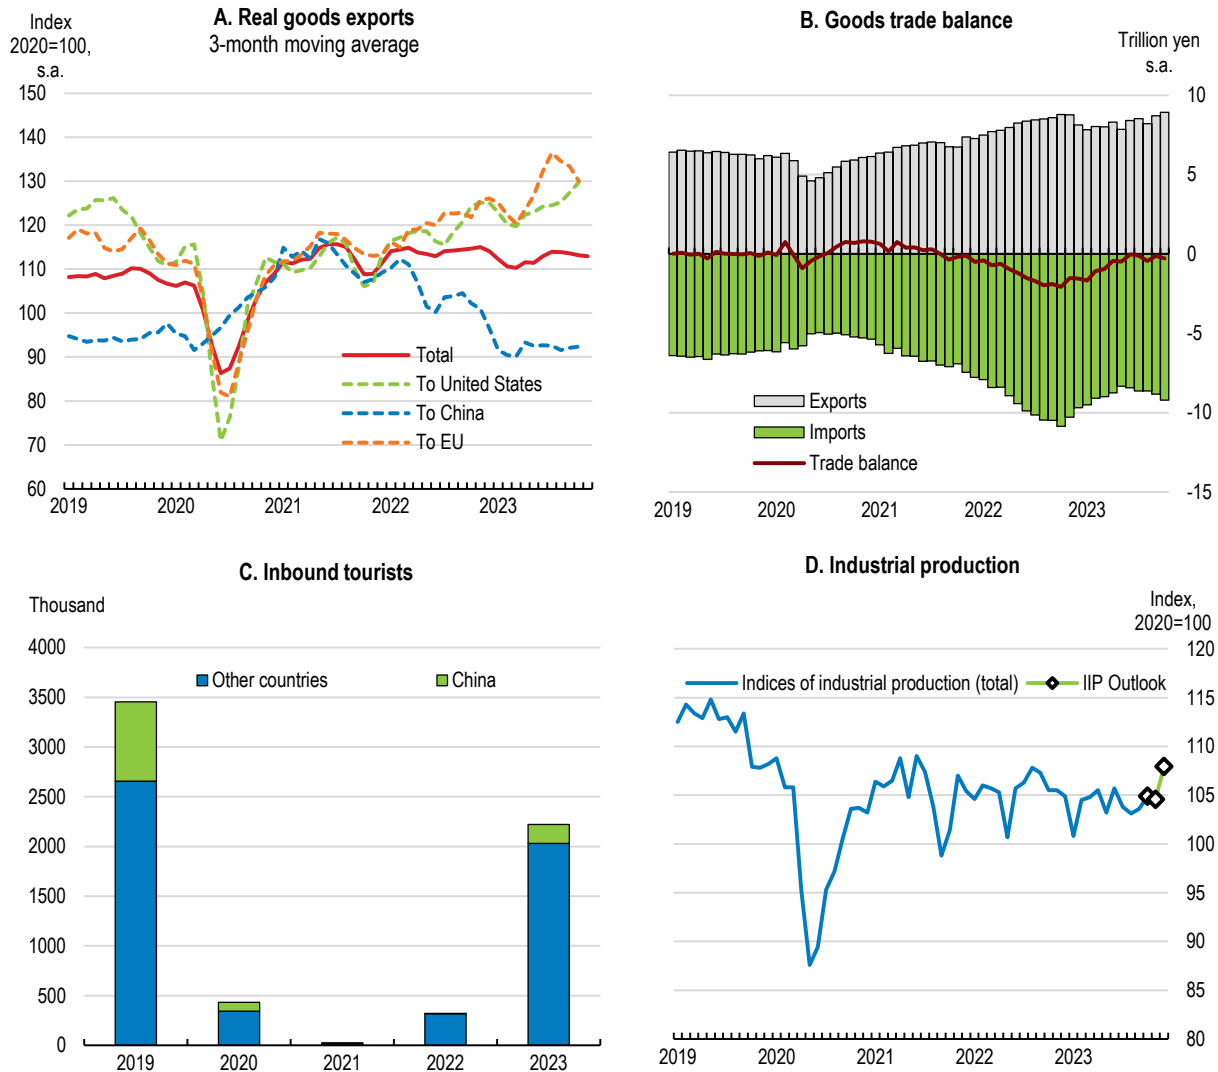 A. Real goods exports
3-month moving average
Index
2020=100,
s.a.
150
140
130
120
110
100
90
80
70
60
Total
To United States
To China
To EU
2019 2020 2021 2022 2023
B. Goods trade balance
Trillion yen
s.a.
10
5
0
-5
-10
-15
Exports
Imports
Trade balance
2019 2020 2021 2022 2023
C. Inbound tourists
Thousand
4000
3500
3000
2500
2000
1500
1000
500
0
Other countries China
2019 2020 2021 2022 2023
D. Industrial production
Index,
2020=100
120
115
110
105
100
95
90
85
80
Indices of industrial production (total) IIP Outlook
2019 2020 2021 2022 2023